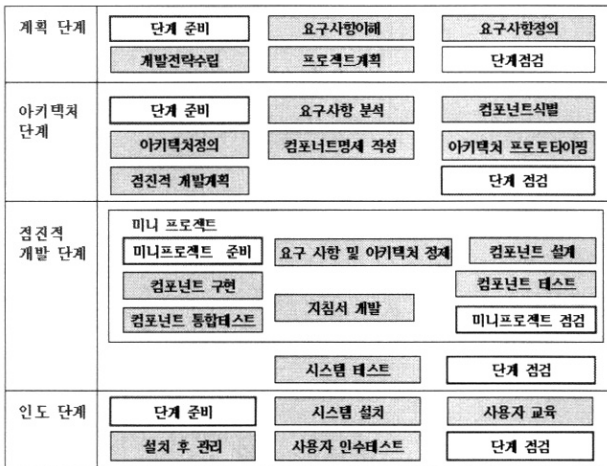 계획 단계
단계 준비
요구사항이해
요구사항정의
개발전략수립
프로젝트계획
단계점검
아키텍처
단계
단계 준비
요구사항 분석
컴포넌트식별
아키텍처정의
컴포너트명세 작성
아키텍처 프로토타이핑
점진적 개발계획
단계 점검
점진적
개발 단계
미니 프로젝트
미니프로젝트 준비
요구 사항 및 아키텍처 정제
컴포넌트 설계
컴포넌트 구현
지침서 개발
컴포넌트 테스트
컴포넌트 통합테스트
미니프로젝트 점검
시스템 테스트
단계 점검
인도 단계
단계 준비
시스템 설치
사용자 교육
설치 후 관리
사용자 인수테스트
단계 점검